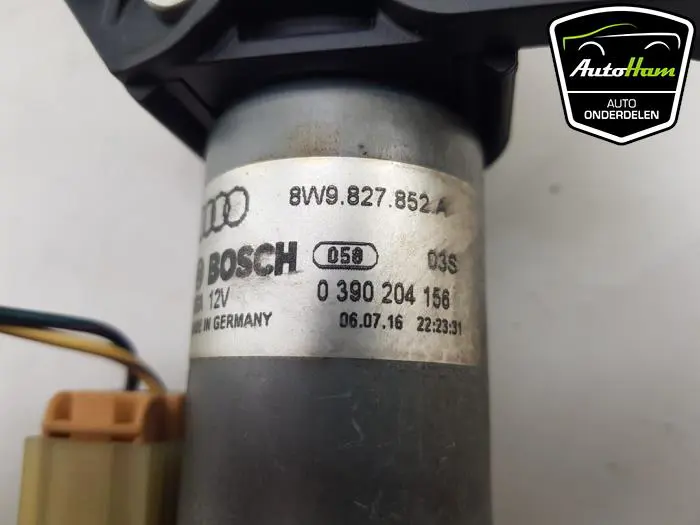 AutoHam
AUTO
ONDERDELEN
8W9.827.852.A
BOSCH 058 03S
12V 0 390 204 156
IN GERMANY 06.07.16 22:23:31